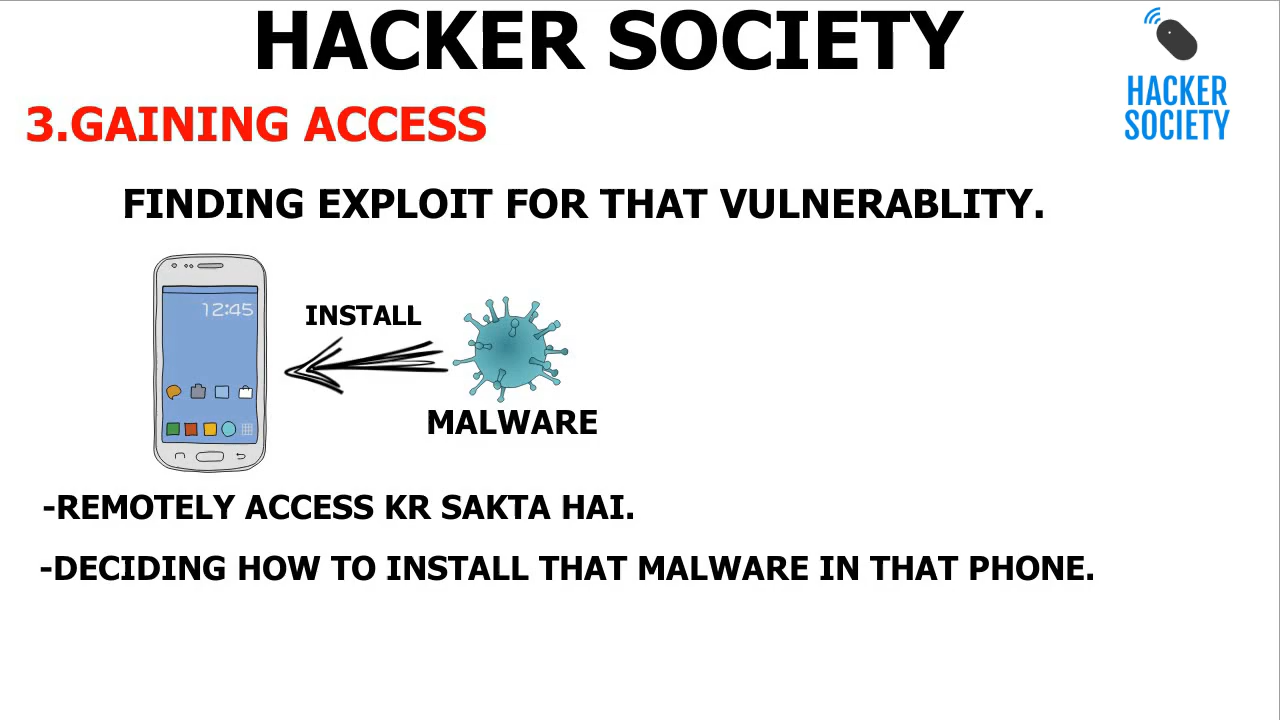 HACKER SOCIETY
HACKER
SOCIETY
3.GAINING ACCESS
FINDING EXPLOIT FOR THAT VULNERABLITY.
12:45
INSTALL
MALWARE
-REMOTELY ACCESS KR SAKTA HAI.
-DECIDING HOW TO INSTALL THAT MALWARE IN THAT PHONE.